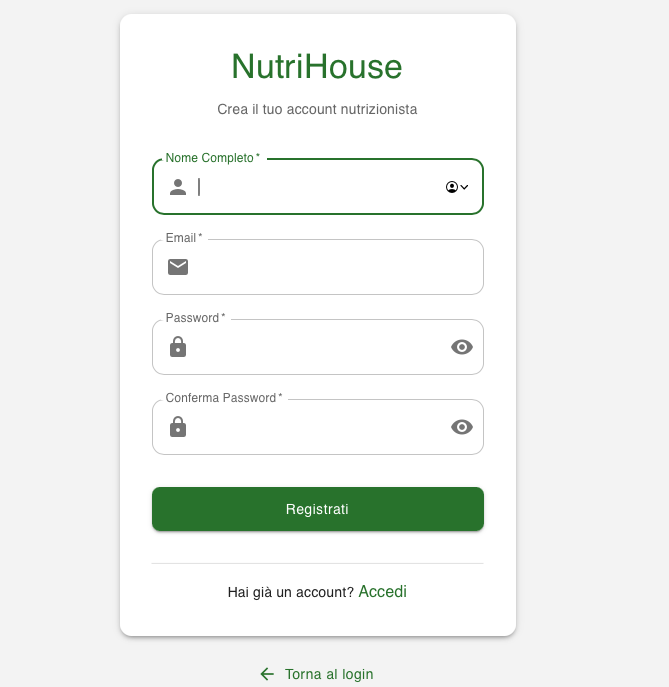 NutriHouse
Crea il tuo account nutrizionista
Nome Completo *
Email *
Password *
Conferma Password *
Registrati
Hai già un account? Accedi
Torna al login